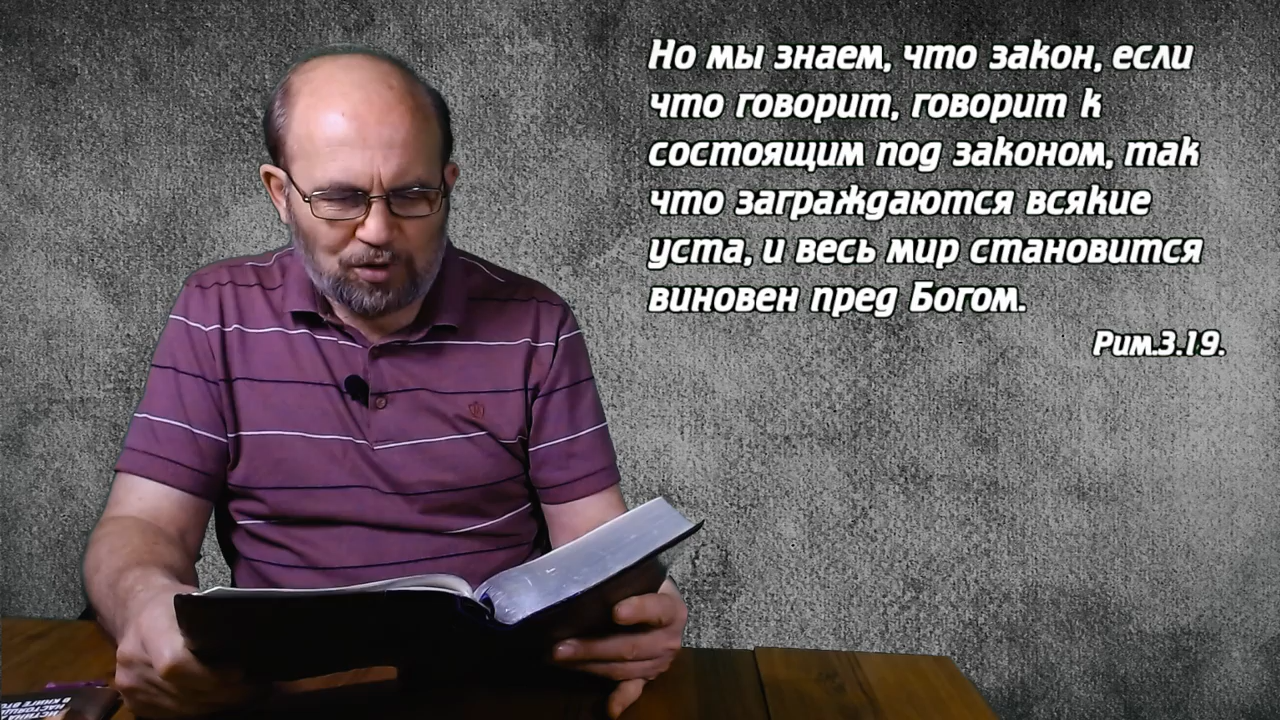 Но мы знаем, что закон, если
что говорит, говорит к
состоящим под законом, так
что заграждаются всякие
уста, и весь мир становится
виновен пред Богом.
Рим.3.19.